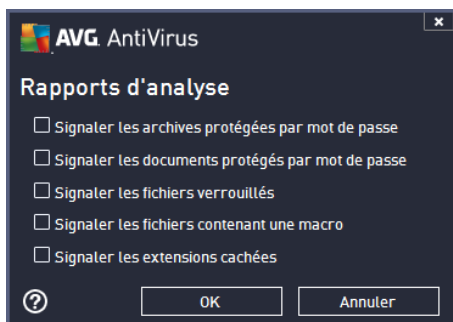 AVG AntiVirus
Rapports d'analyse
Signaler les archives protégées par mot de passe
Signaler les documents protégés par mot de passe
Signaler les fichiers verrouillés
Signaler les fichiers contenant une macro
Signaler les extensions cachées
? OK Annuler